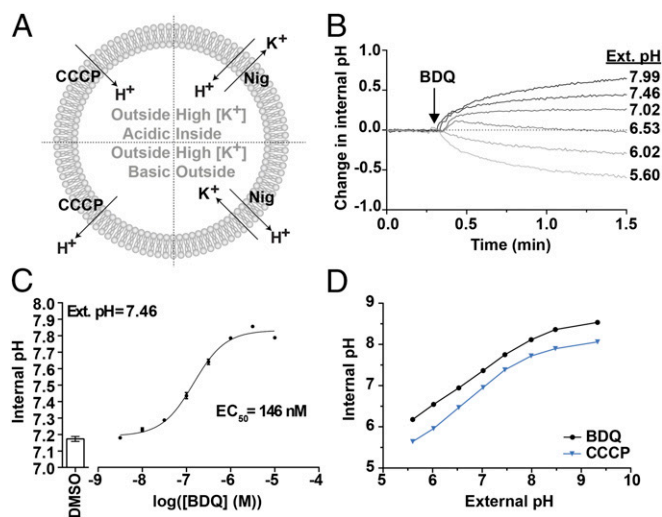 A
K+
CCCP
H+
Nig
H+
Outside High [K+]
Acidic Inside
Outside High [K+]
Basic Outside
CCCP
K+
Nig
H+
H+
B
Change in internal pH
1.0
0.5
0.0
-0.5
-1.0
BDQ
Ext. pH
7.99
7.46
7.02
6.53
6.02
5.60
0.0 0.5 1.0 1.5
Time (min)
C
Internal pH
8.0
7.9
7.8
7.7
7.6
7.5
7.4
7.3
7.2
7.1
7.0
Ext. pH = 7.46
EC50 = 146 nM
DMSO
-9 -8 -7 -6 -5 -4
log([BDQ] (M))
D
Internal pH
9
8
7
6
5
BDQ
CCCP
5 6 7 8 9 10
External pH